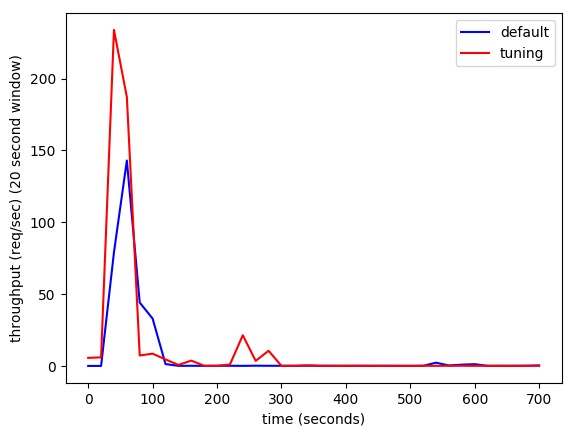 default
tuning
throughput (req/sec) (20 second window)
200
150
100
50
0
0 100 200 300 400 500 600 700
time (seconds)